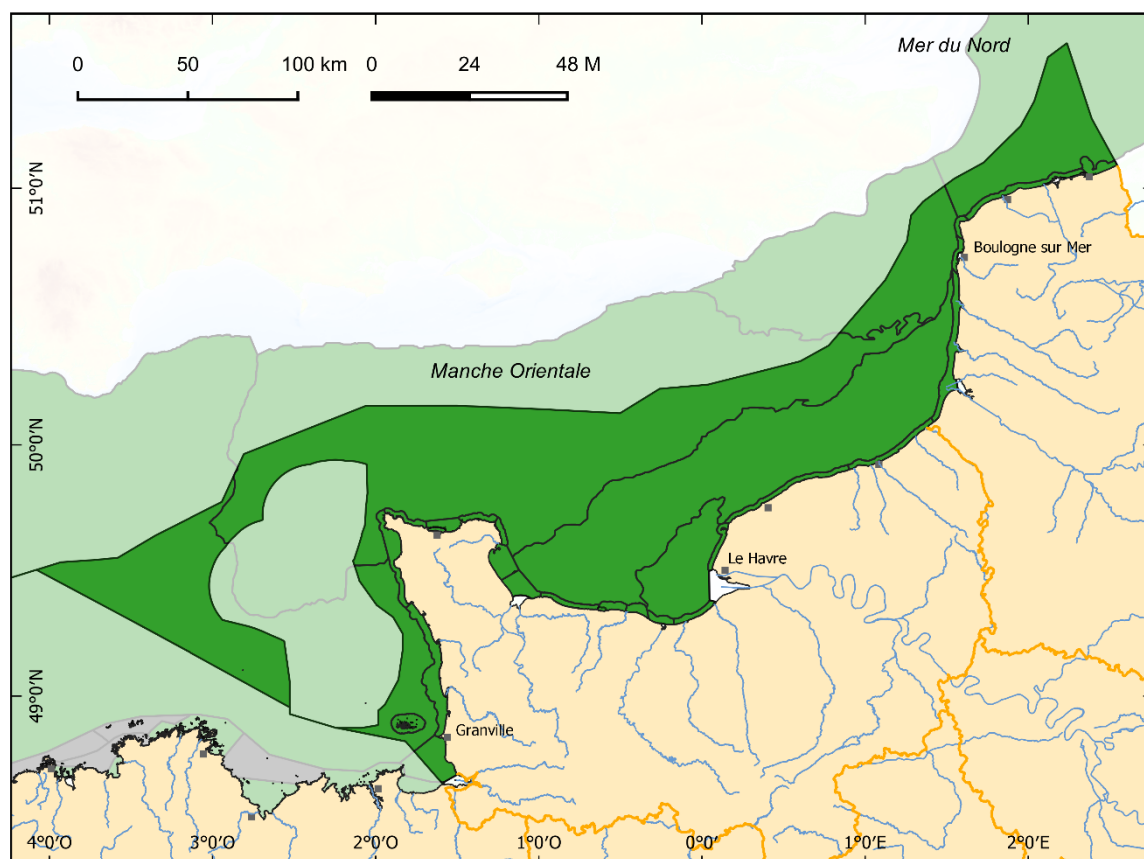 Mer du Nord
0 50 100 km 0 24 48 M
51°0'N
Boulogne sur Mer
Manche Orientale
50°0'N
Le Havre
49°0'N
Granville
4°0'O 3°0'O 2°0'O 1°0'O 0°0' 1°0'E 2°0'E